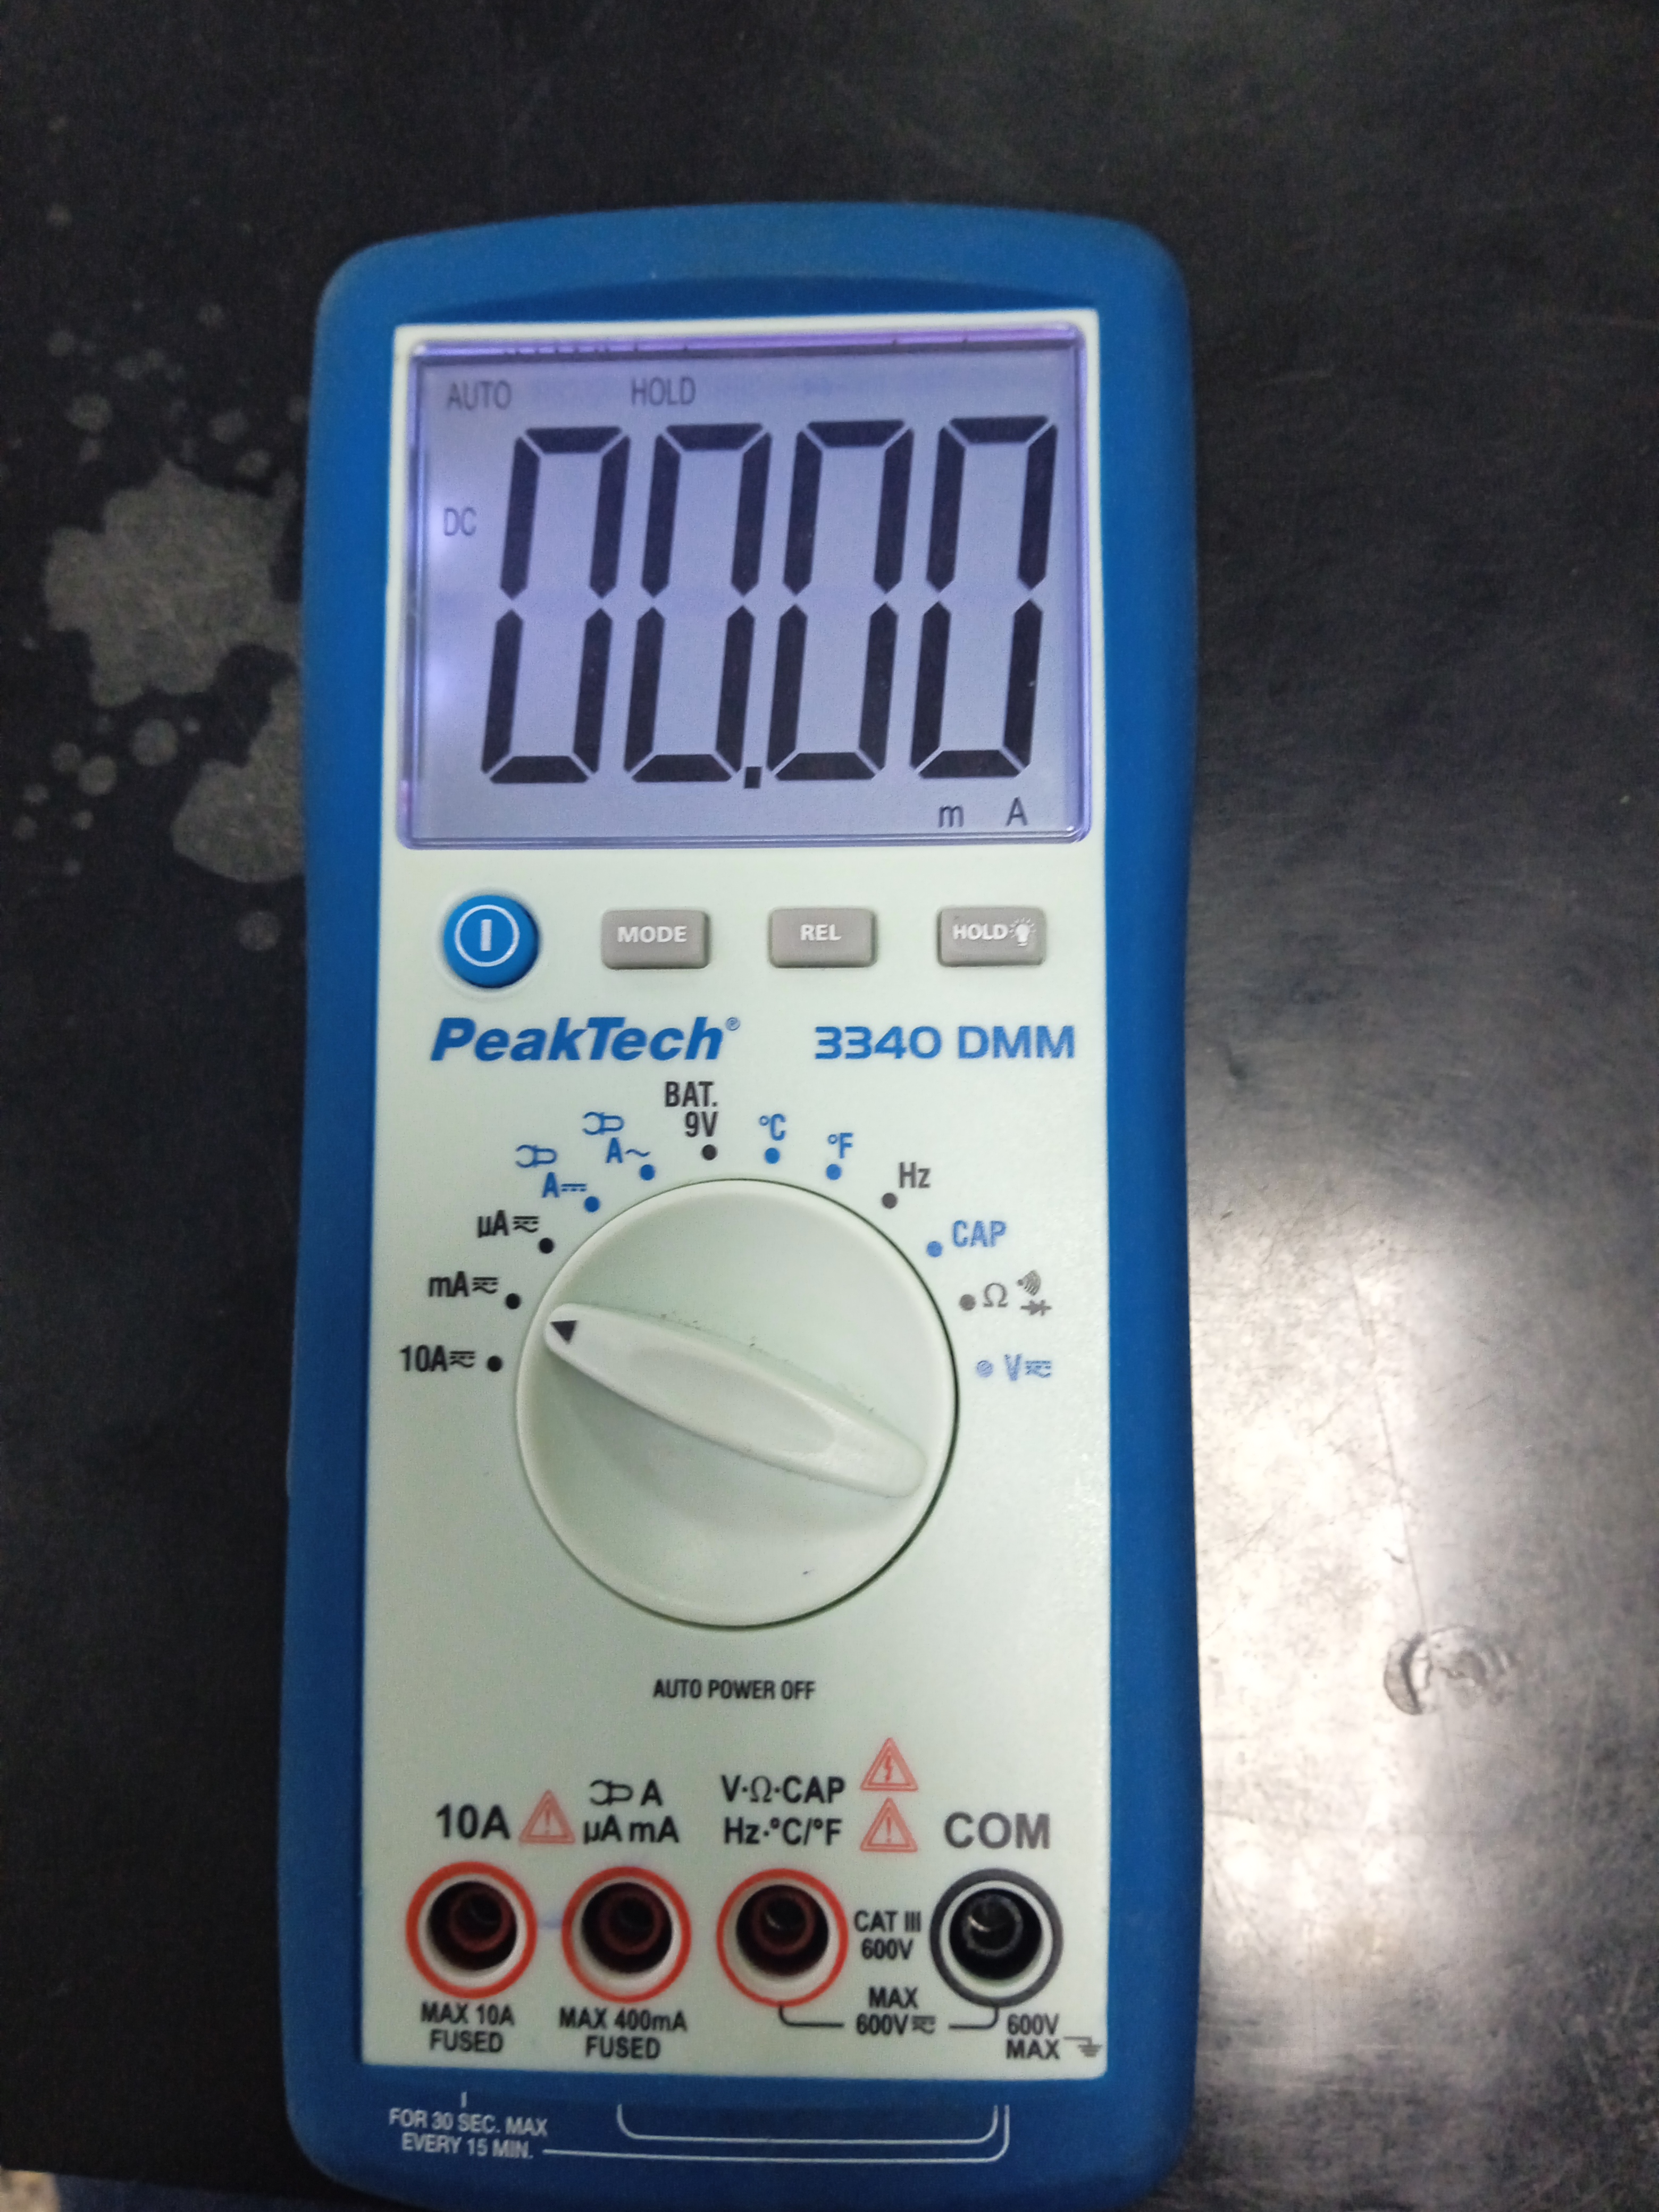 AUTO HOLD
DC
00.00
m A
MODE REL HOLD
PeakTech® 3340 DMM
BAT.
9V
°C
°F
Hz
CAP
Ω
V
A~
A
µA
mA
10A
AUTO POWER OFF
10A
A
µA mA
V·Ω·CAP
Hz·°C/°F
COM
CAT III
600V
MAX 10A
FUSED
MAX 400mA
FUSED
MAX
600V
600V
MAX
FOR 30 SEC. MAX
EVERY 15 MIN.